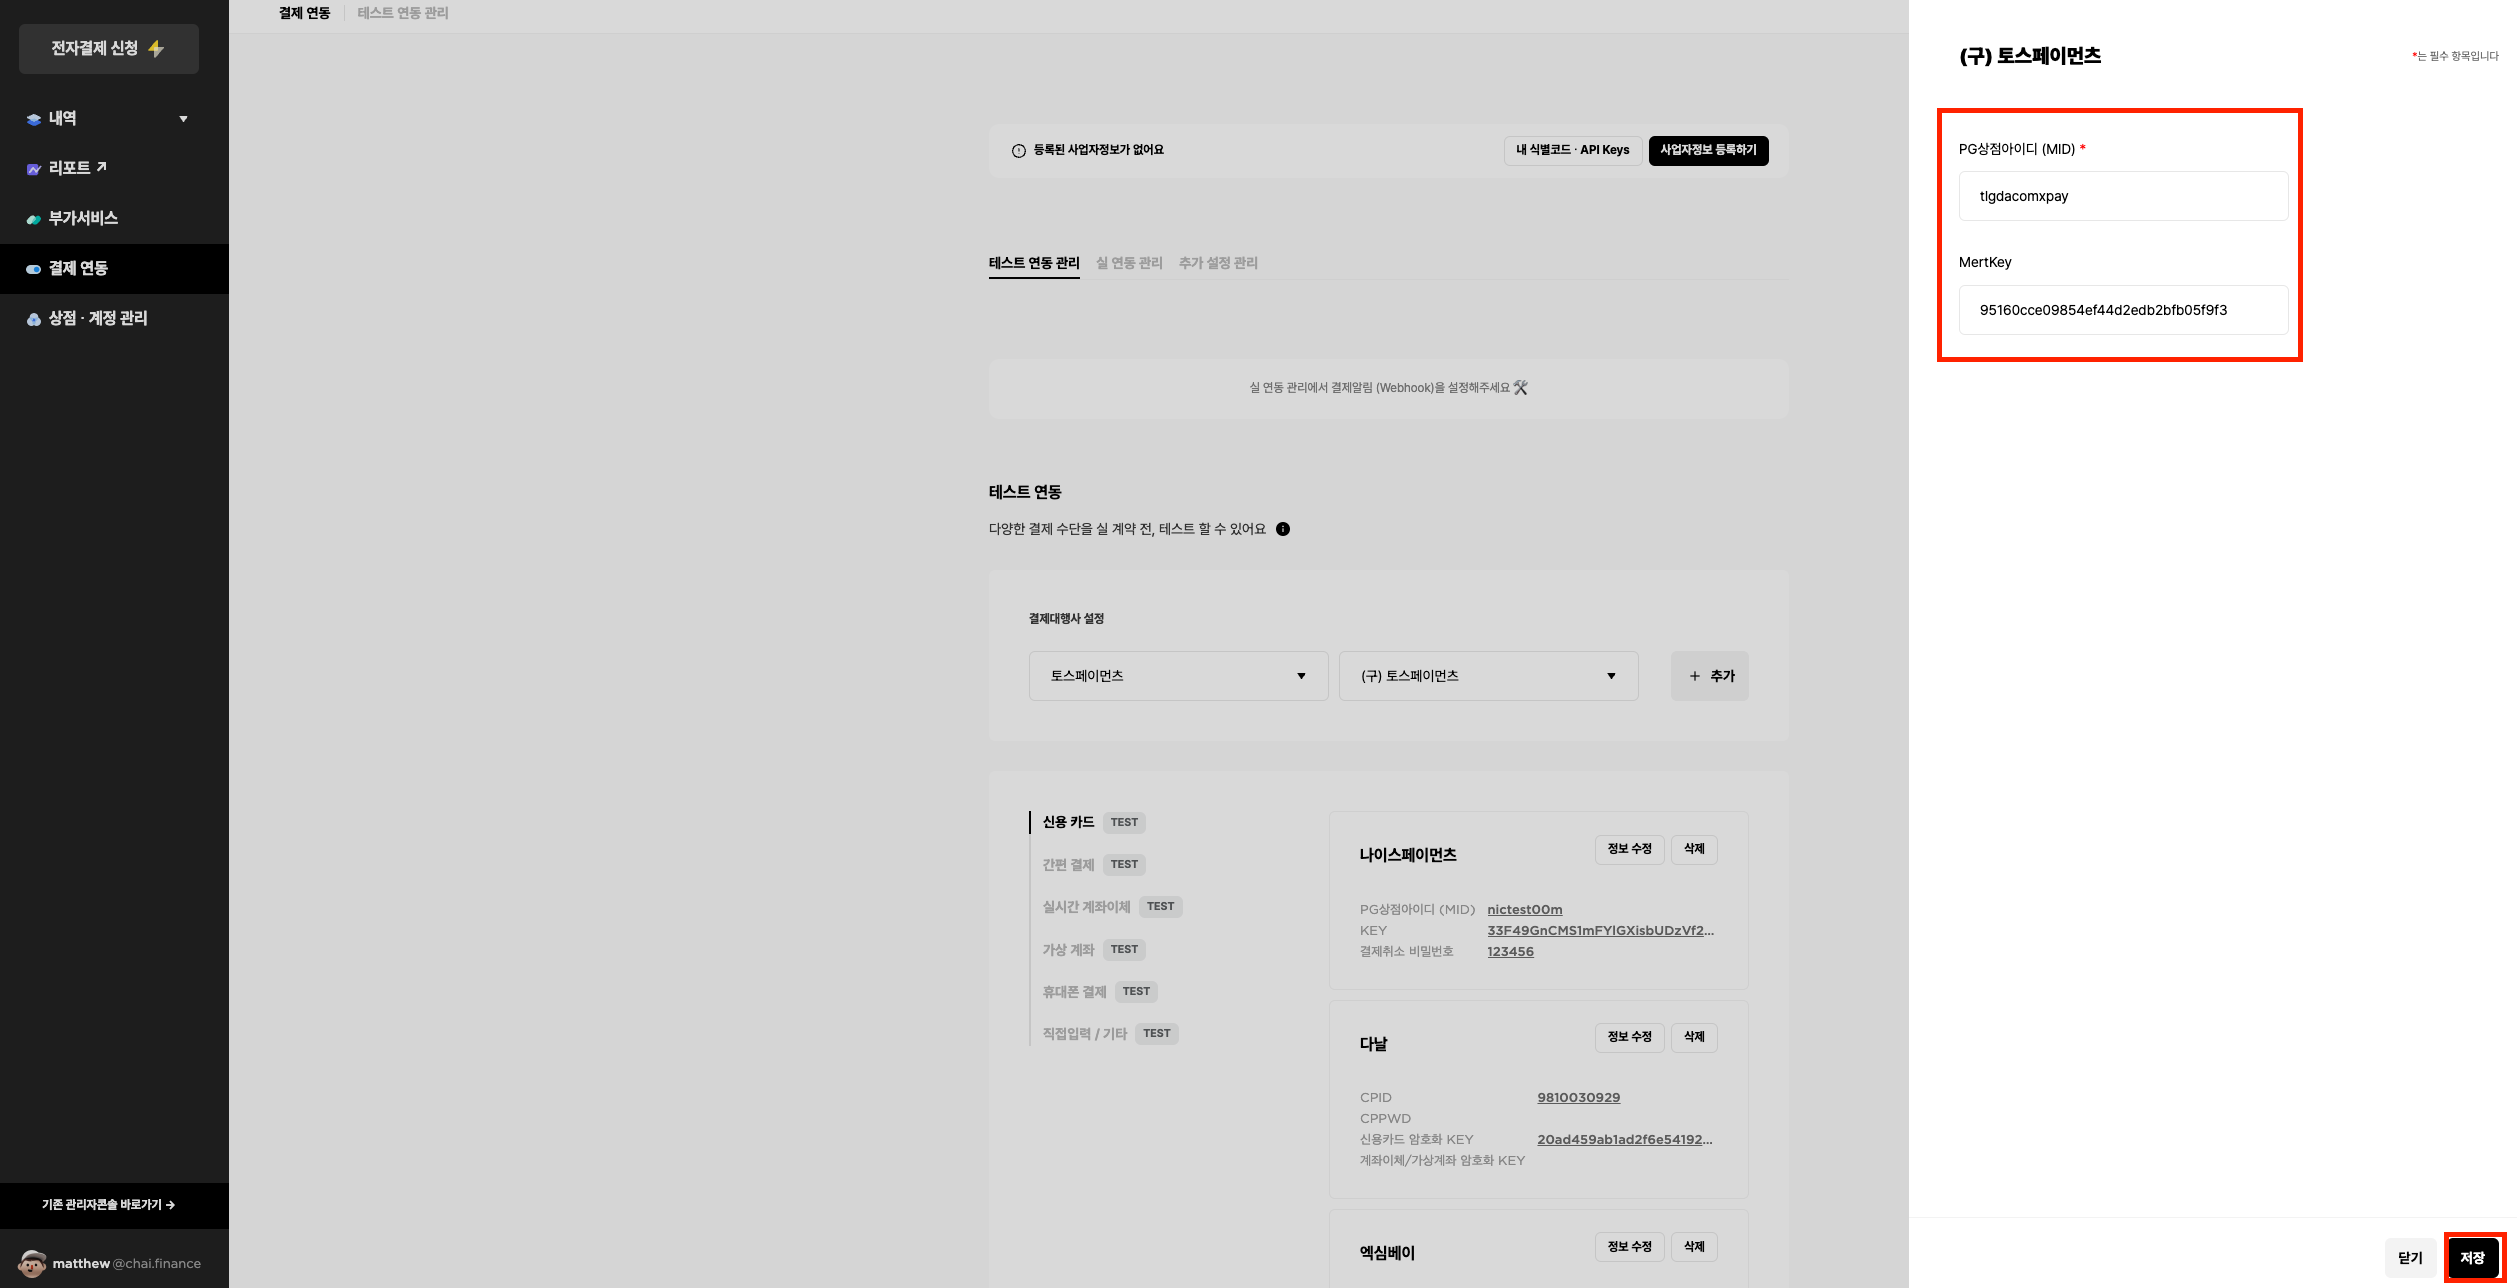 전자결제 신청
내역
리포트
부가서비스
결제 연동
상점 · 계정 관리
기존 관리자콘솔 바로가기 →
matthew @chai.finance
결제 연동
테스트 연동 관리
등록된 사업자정보가 없어요
내 식별코드 · API Keys
사업자정보 등록하기
테스트 연동 관리
실 연동 관리
추가 설정 관리
실 연동 관리에서 결제알림 (Webhook)을 설정해주세요
테스트 연동
다양한 결제 수단을 실 계약 전, 테스트 할 수 있어요
결제대행사 설정
토스페이먼츠
(구) 토스페이먼츠
+ 추가
신용 카드 TEST
간편 결제 TEST
실시간 계좌이체 TEST
가상 계좌 TEST
휴대폰 결제 TEST
직접입력 / 기타 TEST
나이스페이먼츠
정보 수정
삭제
PG상점아이디 (MID) nictest00m
KEY 33F49GnCMS1mFYlGXisbUDzVf2...
결제취소 비밀번호 123456
다날
정보 수정
삭제
CPID 9810030929
CPPWD
신용카드 암호화 KEY 20ad459ab1ad2f6e54192...
계좌이체/가상계좌 암호화 KEY
엑심베이
정보 수정
삭제
(구) 토스페이먼츠
*는 필수 항목입니다
PG상점아이디 (MID) *
tlgdacomxpay
MertKey
95160cce09854ef44d2edb2bfb05f9f3
닫기
저장